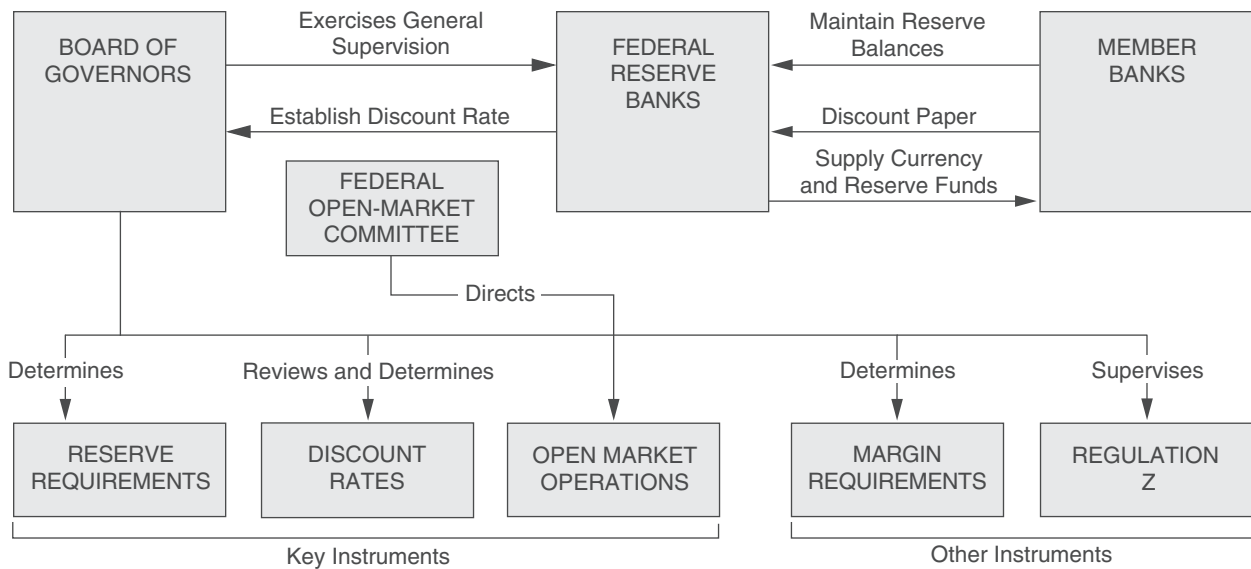 BOARD OF
GOVERNORS
Exercises General
Supervision
Establish Discount Rate
FEDERAL
RESERVE
BANKS
Maintain Reserve
Balances
Discount Paper
Supply Currency
and Reserve Funds
MEMBER
BANKS
FEDERAL
OPEN-MARKET
COMMITTEE
Directs
Determines
Reviews and Determines
Determines
Supervises
RESERVE
REQUIREMENTS
DISCOUNT
RATES
OPEN MARKET
OPERATIONS
MARGIN
REQUIREMENTS
REGULATION
Z
Key Instruments
Other Instruments